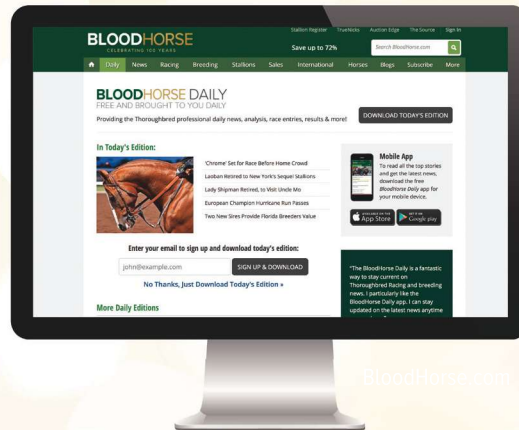 Stallion Register TrueNicks Auction Edge The Source Sign In
BLOODHORSE
CELEBRATING 100 YEARS
Save up to 72%
Search BloodHorse.com
Daily News Racing Breeding Stallions Sales International Horses Blogs Subscribe More
BLOODHORSE DAILY
FREE AND BROUGHT TO YOU DAILY
Providing the Thoroughbred professional daily news, analysis, race entries, results & more!
DOWNLOAD TODAY'S EDITION
In Today's Edition:
'Chrome' Set for Race Before Home Crowd
Laoban Retired to New York's Sequel Stallions
Lady Shipman Retired, to Visit Uncle Mo
European Champion Hurricane Run Passes
Two New Sires Provide Florida Breeders Value
Mobile App
To read all the top stories
and get the latest news,
download the free
BloodHorse Daily app for
your mobile device.
AVAILABLE ON THE
App Store
GET IT ON
Google play
Enter your email to sign up and download today's edition:
john@example.com
SIGN UP & DOWNLOAD
No Thanks, Just Download Today's Edition »
More Daily Editions
"The BloodHorse Daily is a fantastic
way to stay current on
Thoroughbred Racing and breeding
news. I particularly like the
BloodHorse Daily app. I can stay
updated on the latest news anytime
BloodHorse.com